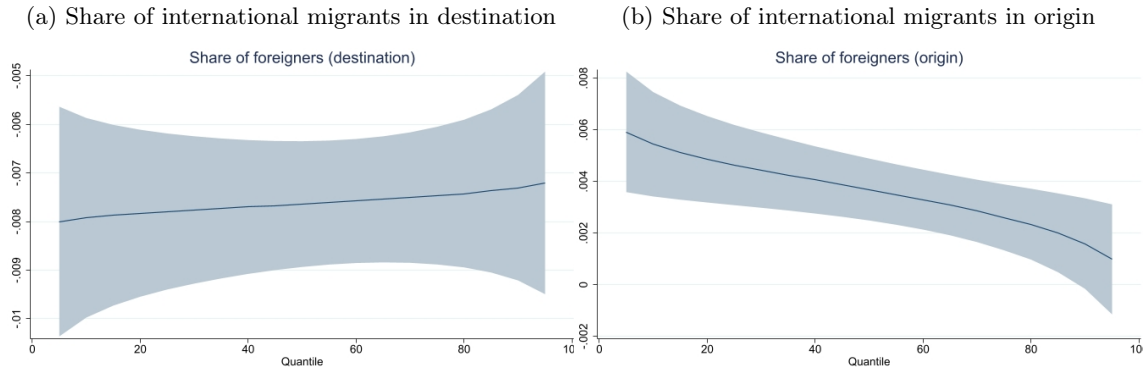 (a) Share of international migrants in destination
(b) Share of international migrants in origin
Share of foreigners (destination)
-.005
-.006
-.007
-.008
-.009
-.01
0 20 40 60 80 100
Quantile
Share of foreigners (origin)
.008
.006
.004
.002
0
-.002
0 20 40 60 80 100
Quantile